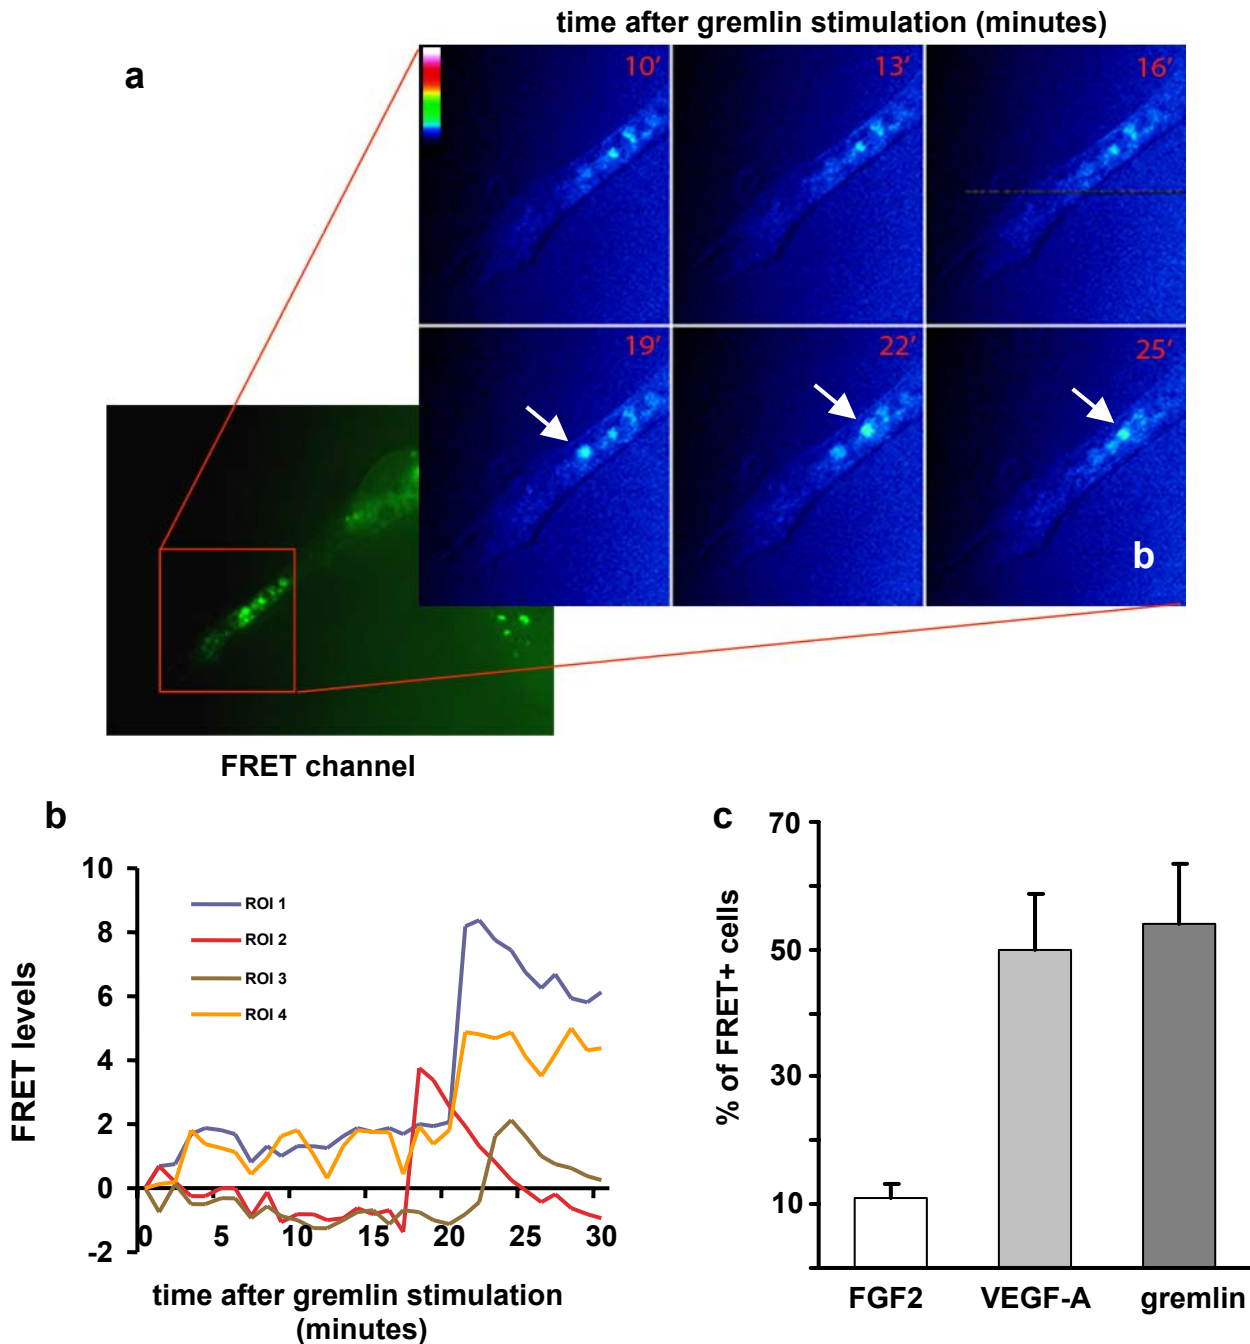 time after gremlin stimulation (minutes)
a
10’
13’
16’
19’
22’
25’
b
FRET channel
b
10
8
6
4
2
0
-2
FRET levels
ROI 1
ROI 2
ROI 3
ROI 4
0 5 10 15 20 25 30
time after gremlin stimulation
(minutes)
c
70
50
30
10
% of FRET+ cells
FGF2 VEGF-A gremlin